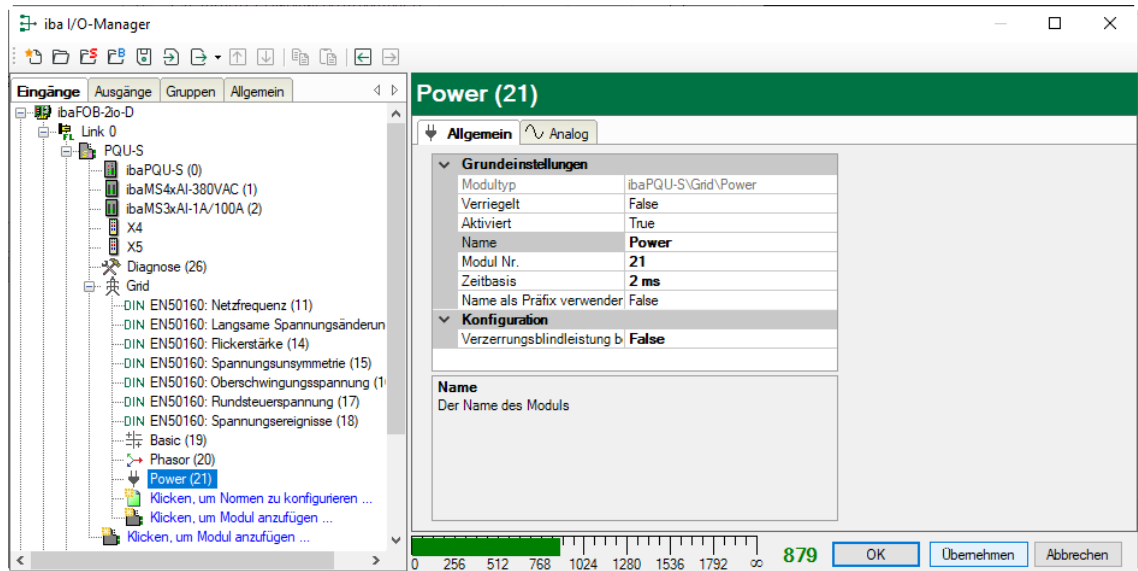 iba I/O-Manager
Eingänge Ausgänge Gruppen Allgemein
ibaFOB-2io-D
Link 0
PQU-S
ibaPQU-S (0)
ibaMS4xAI-380VAC (1)
ibaMS3xAI-1A/100A (2)
X4
X5
Diagnose (26)
Grid
DIN EN50160: Netzfrequenz (11)
DIN EN50160: Langsame Spannungsänderun
DIN EN50160: Flickerstärke (14)
DIN EN50160: Spannungsunsymmetrie (15)
DIN EN50160: Oberschwingungsspannung (1
DIN EN50160: Rundsteuerspannung (17)
DIN EN50160: Spannungsereignisse (18)
Basic (19)
Phasor (20)
Power (21)
Klicken, um Normen zu konfigurieren ...
Klicken, um Modul anzufügen ...
Klicken, um Modul anzufügen ...
Power (21)
Allgemein Analog
Grundeinstellungen
Modultyp ibaPQU-S\Grid\Power
Verriegelt False
Aktiviert True
Name Power
Modul Nr. 21
Zeitbasis 2 ms
Name als Präfix verwenden False
Konfiguration
Verzerrungsblindleistung b False
Name
Der Name des Moduls
0 256 512 768 1024 1280 1536 1792 ∞ 879
OK Übernehmen Abbrechen